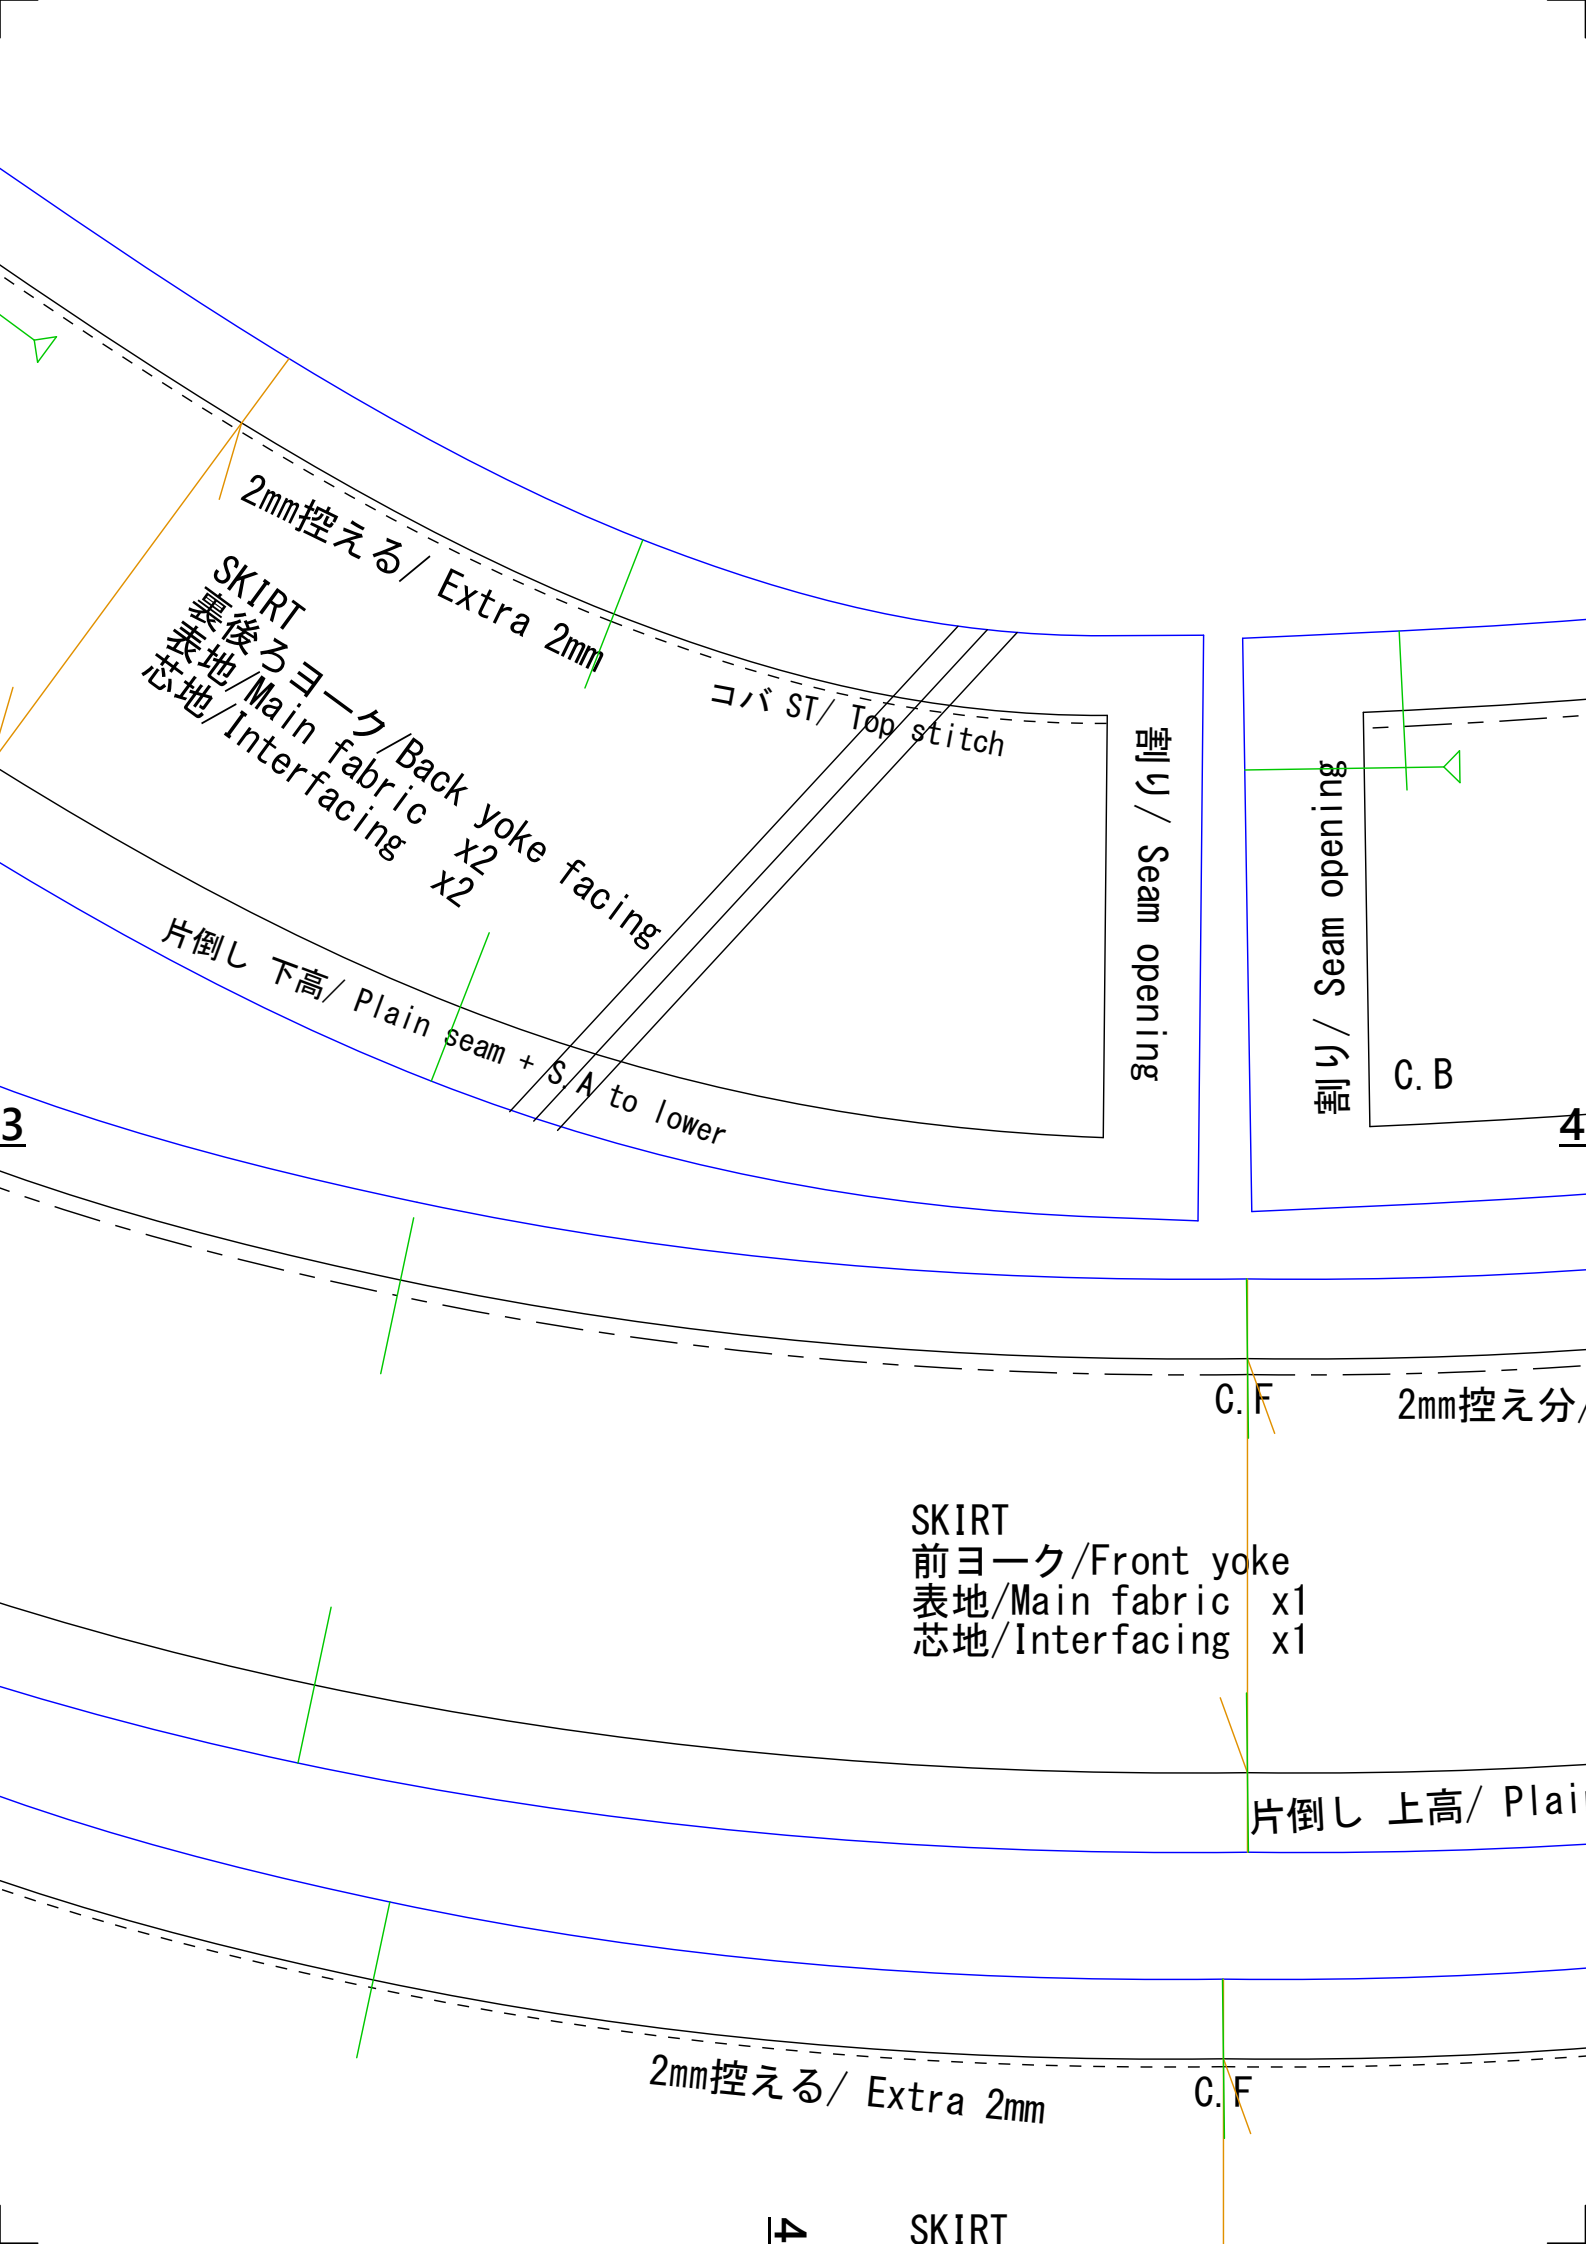 2mm控える/ Extra 2mm
SKIRT
裏後ろヨーク/Back yoke facing
表地/Main fabric x2
芯地/Interfacing x2
コバ ST/ Top stitch
割り/ Seam opening
片倒し 下高/ Plain seam + S.A to lower
割り/ Seam opening
C.B
3
4
C.F
2mm控え分/
SKIRT
前ヨーク/Front yoke
表地/Main fabric x1
芯地/Interfacing x1
片倒し 上高/ Plai
2mm控える/ Extra 2mm
C.F
4
SKIRT